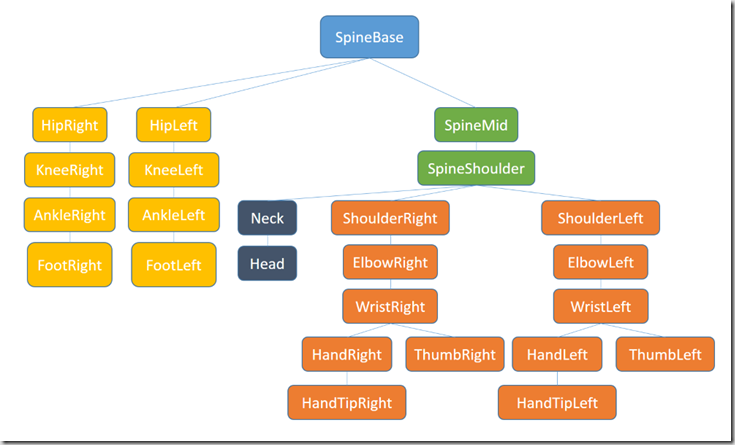 SpineBase
HipRight
HipLeft
SpineMid
KneeRight
KneeLeft
SpineShoulder
AnkleRight
AnkleLeft
Neck
ShoulderRight
ShoulderLeft
FootRight
FootLeft
Head
ElbowRight
ElbowLeft
WristRight
WristLeft
HandRight
ThumbRight
HandLeft
ThumbLeft
HandTipRight
HandTipLeft